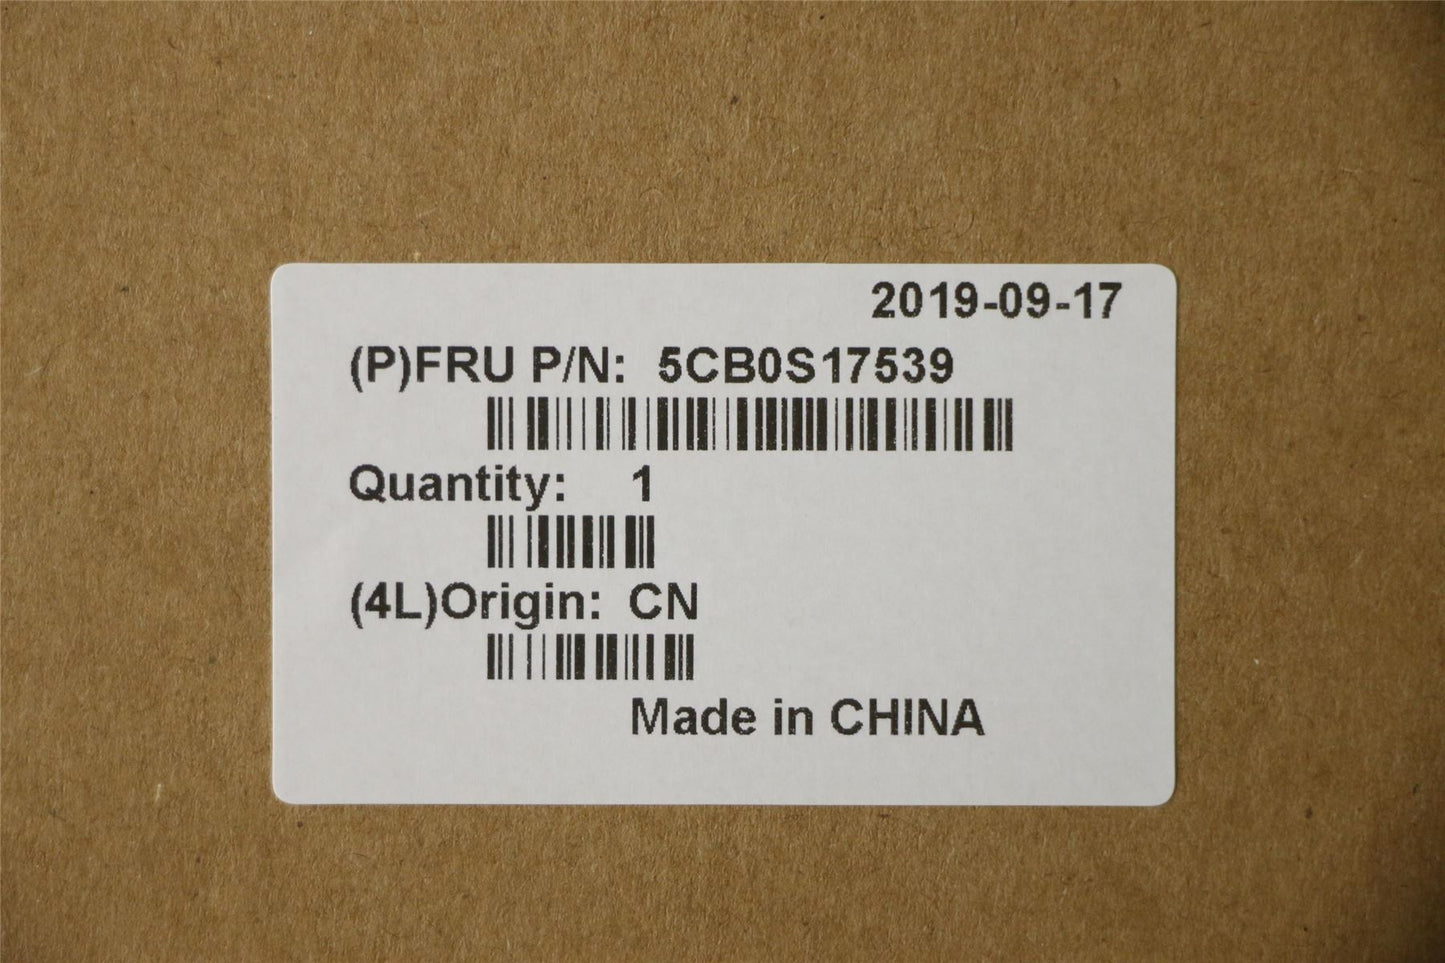 2019-09-17
(P)FRU P/N: 5CB0S17539
Quantity: 1
(4L)Origin: CN
Made in CHINA